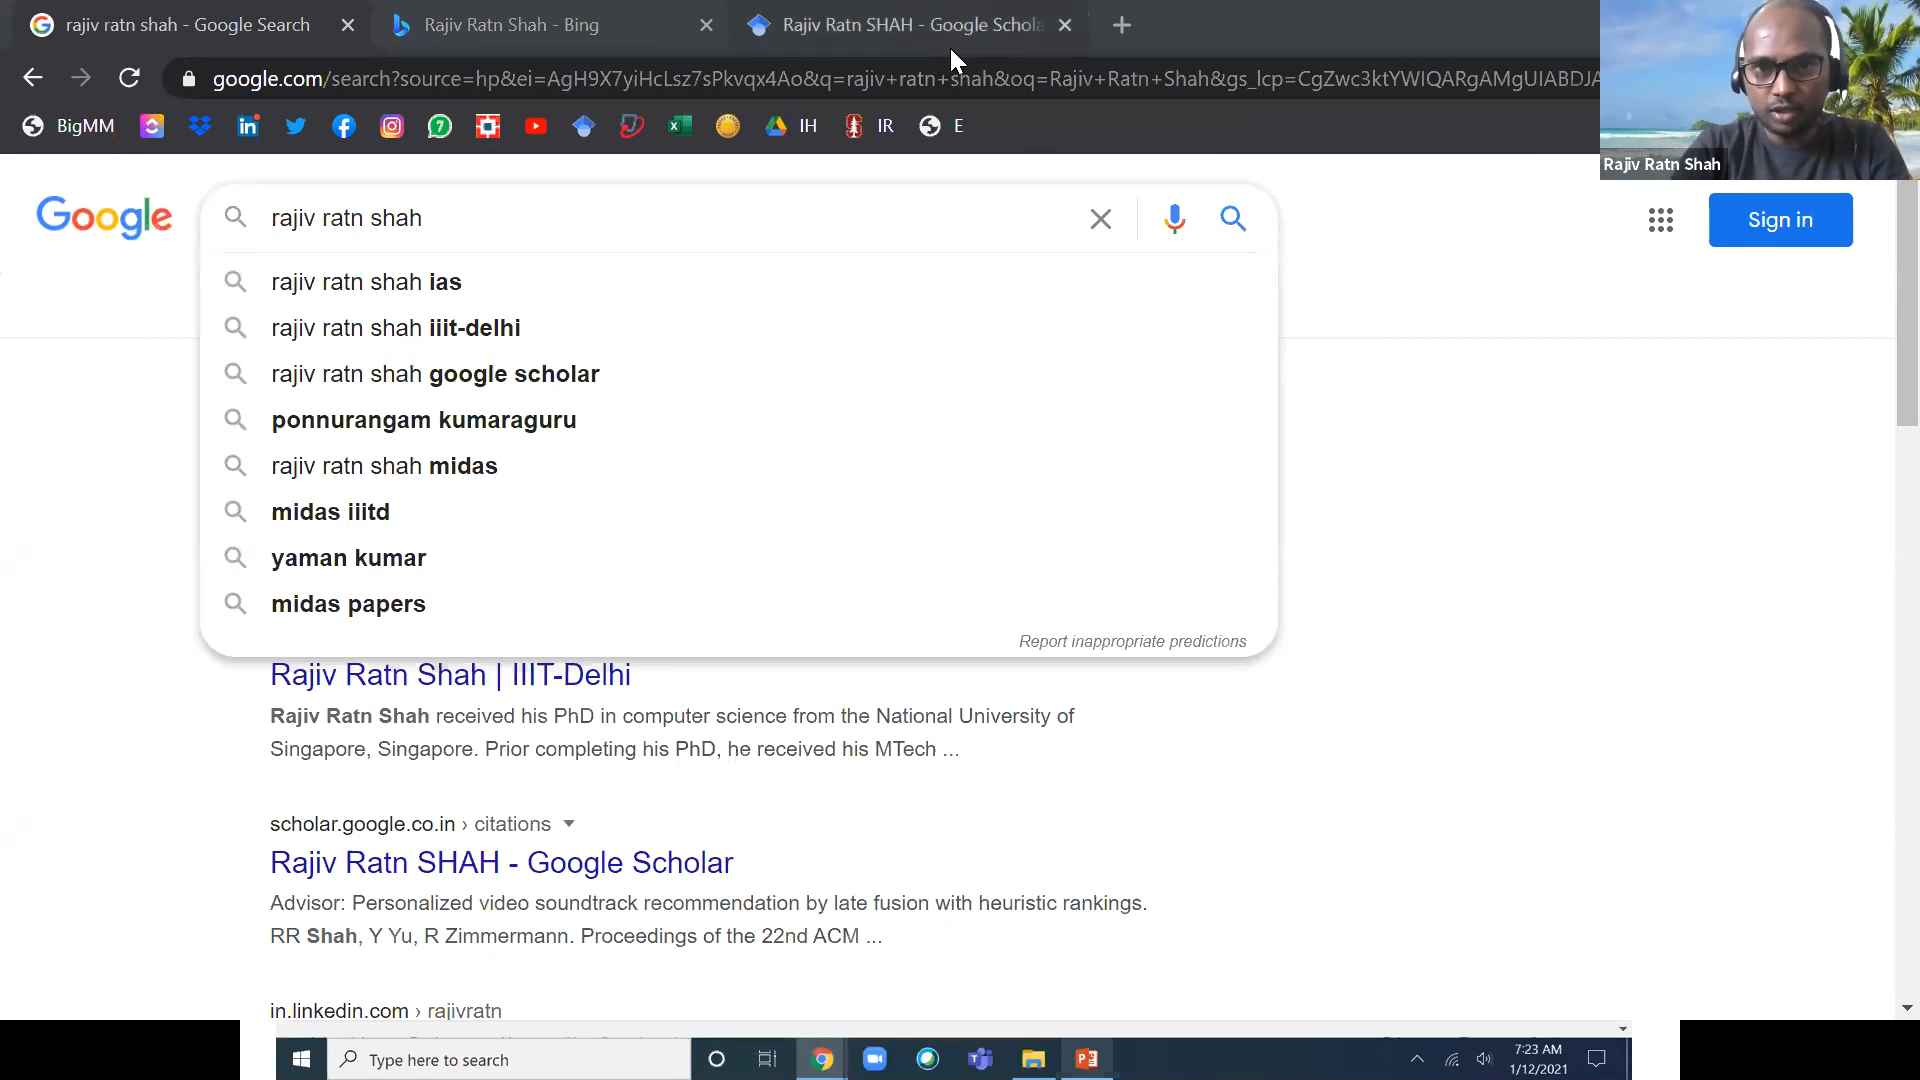 rajiv ratn shah - Google Search
Rajiv Ratn Shah - Bing
Rajiv Ratn SHAH - Google Schola
google.com/search?source=hp&ei=AgH9X7yiHcLsz7sPkvqx4Ao&q=rajiv+ratn+shah&oq=Rajiv+Ratn+Shah&gs_lcp=CgZwc3ktYWIQARgAMgUIABDJA
BigMM
7
IH
IR
E
Rajiv Ratn Shah
Google
rajiv ratn shah
Sign in
rajiv ratn shah ias
rajiv ratn shah iiit-delhi
rajiv ratn shah google scholar
ponnurangam kumaraguru
rajiv ratn shah midas
midas iiitd
yaman kumar
midas papers
Report inappropriate predictions
Rajiv Ratn Shah | IIIT-Delhi
Rajiv Ratn Shah received his PhD in computer science from the National University of
Singapore, Singapore. Prior completing his PhD, he received his MTech ...
scholar.google.co.in › citations
Rajiv Ratn SHAH - Google Scholar
Advisor: Personalized video soundtrack recommendation by late fusion with heuristic rankings.
RR Shah, Y Yu, R Zimmermann. Proceedings of the 22nd ACM ...
in.linkedin.com › rajivratn
Type here to search
7:23 AM
1/12/2021